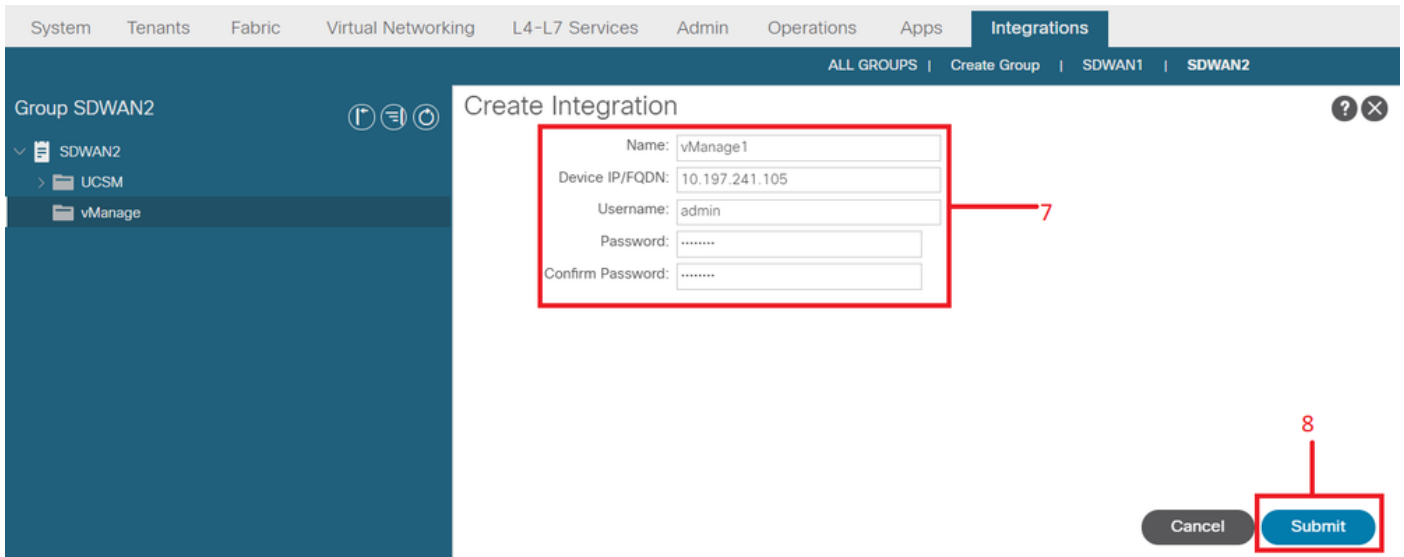 System Tenants Fabric Virtual Networking L4-L7 Services Admin Operations Apps Integrations
ALL GROUPS | Create Group | SDWAN1 | SDWAN2
Group SDWAN2
SDWAN2
UCSM
vManage
Create Integration
Name: vManage1
Device IP/FQDN: 10.197.241.105
Username: admin
Password: ········
Confirm Password: ········
7
8
Cancel Submit